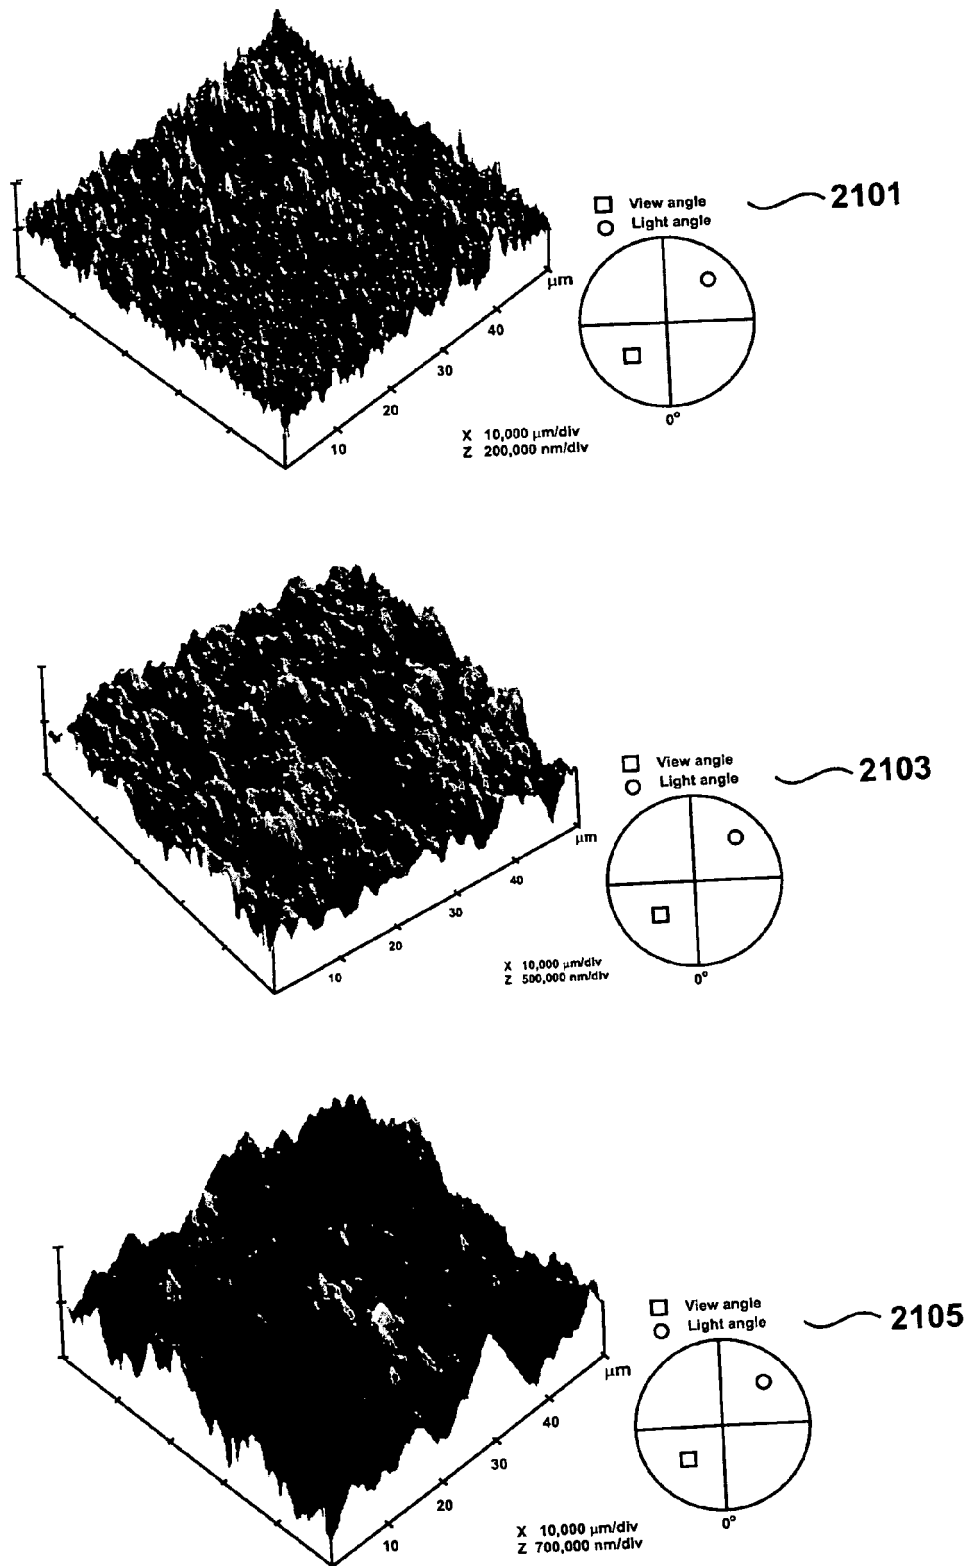 View angle
Light angle
2101
µm
40
30
20
10
0°
X 10,000 µm/div
Z 200,000 nm/div
View angle
Light angle
2103
µm
40
30
20
10
0°
X 10,000 µm/div
Z 500,000 nm/div
View angle
Light angle
2105
µm
40
30
20
10
0°
X 10,000 µm/div
Z 700,000 nm/div